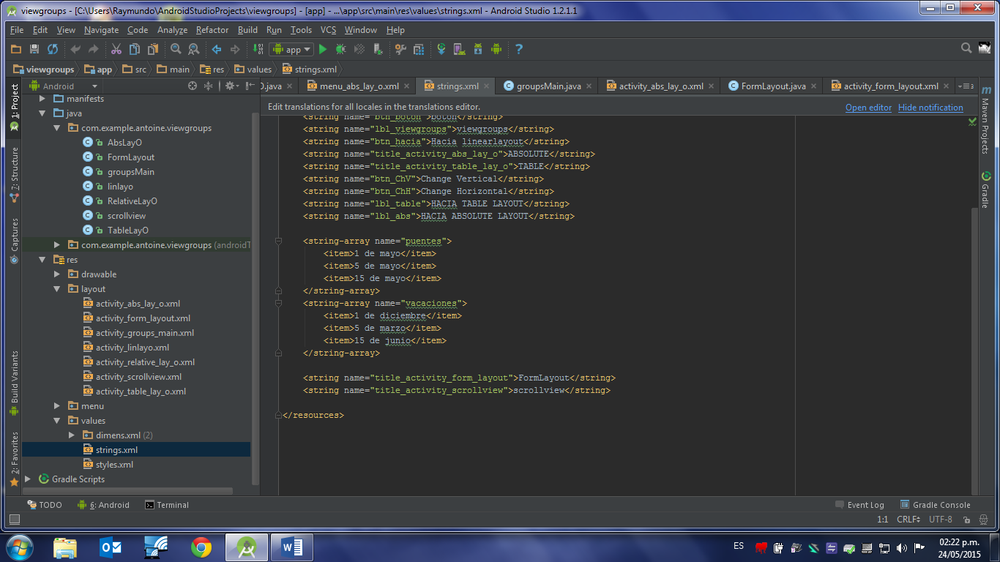 viewgroups - [C:\Users\Raymundo\AndroidStudioProjects\viewgroups] - [app] - ...\app\src\main\res\values\strings.xml - Android Studio 1.2.1.1
File Edit View Navigate Code Analyze Refactor Build Run Tools VCS Window Help
app
viewgroups app src main res values strings.xml
Android
O.java menu_abs_lay_o.xml strings.xml groupsMain.java activity_abs_lay_o.xml FormLayout.java activity_form_layout.xml 3
Edit translations for all locales in the translations editor. Open editor Hide notification
1: Project
7: Structure
Captures
Build Variants
2: Favorites
manifests
java
com.example.antoine.viewgroups
AbsLayO
FormLayout
groupsMain
linlayo
RelativeLayO
scrollview
TableLayO
com.example.antoine.viewgroups (androidT
res
drawable
layout
activity_abs_lay_o.xml
activity_form_layout.xml
activity_groups_main.xml
activity_linlayo.xml
activity_relative_lay_o.xml
activity_scrollview.xml
activity_table_lay_o.xml
menu
values
dimens.xml (2)
strings.xml
styles.xml
Gradle Scripts
<string name="btn_boton">boton</string>
<string name="lbl_viewgroups">viewgroups</string>
<string name="btn_hacia">Hacia linearlayout</string>
<string name="title_activity_abs_lay_o">ABSOLUTE</string>
<string name="title_activity_table_lay_o">TABLE</string>
<string name="btn_ChV">Change Vertical</string>
<string name="btn_ChH">Change Horizontal</string>
<string name="lbl_table">HACIA TABLE LAYOUT</string>
<string name="lbl_abs">HACIA ABSOLUTE LAYOUT</string>
<string-array name="puentes">
<item>1 de mayo</item>
<item>5 de mayo</item>
<item>15 de mayo</item>
</string-array>
<string-array name="vacaciones">
<item>1 de diciembre</item>
<item>5 de marzo</item>
<item>15 de junio</item>
</string-array>
<string name="title_activity_form_layout">FormLayout</string>
<string name="title_activity_scrollview">scrollview</string>
</resources>
Maven Projects
Gradle
TODO 6: Android Terminal Event Log Gradle Console
1:1 CRLF UTF-8
ES
02:22 p.m.
24/05/2015